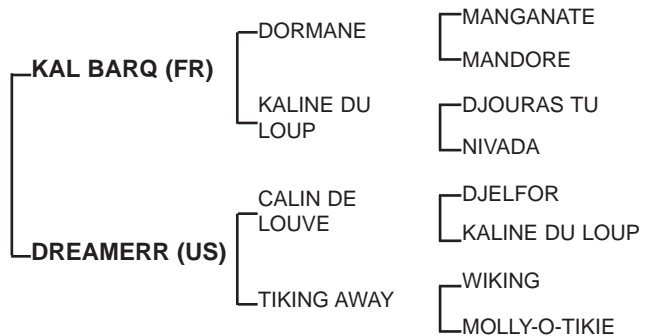 KAL BARQ (FR)
DORMANE
MANGANATE
MANDORE
KALINE DU
LOUP
DJOURAS TU
NIVADA
DREAMERR (US)
CALIN DE
LOUVE
DJELFOR
KALINE DU LOUP
TIKING AWAY
WIKING
MOLLY-O-TIKIE